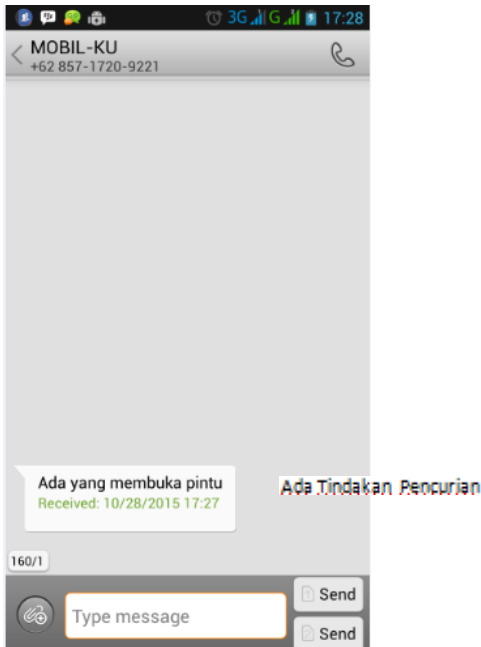 3G G 17:28
MOBIL-KU
+62 857-1720-9221
Ada yang membuka pintu
Received: 10/28/2015 17:27
Ada Tindakan Pencurian
160/1
Send
Type message
Send